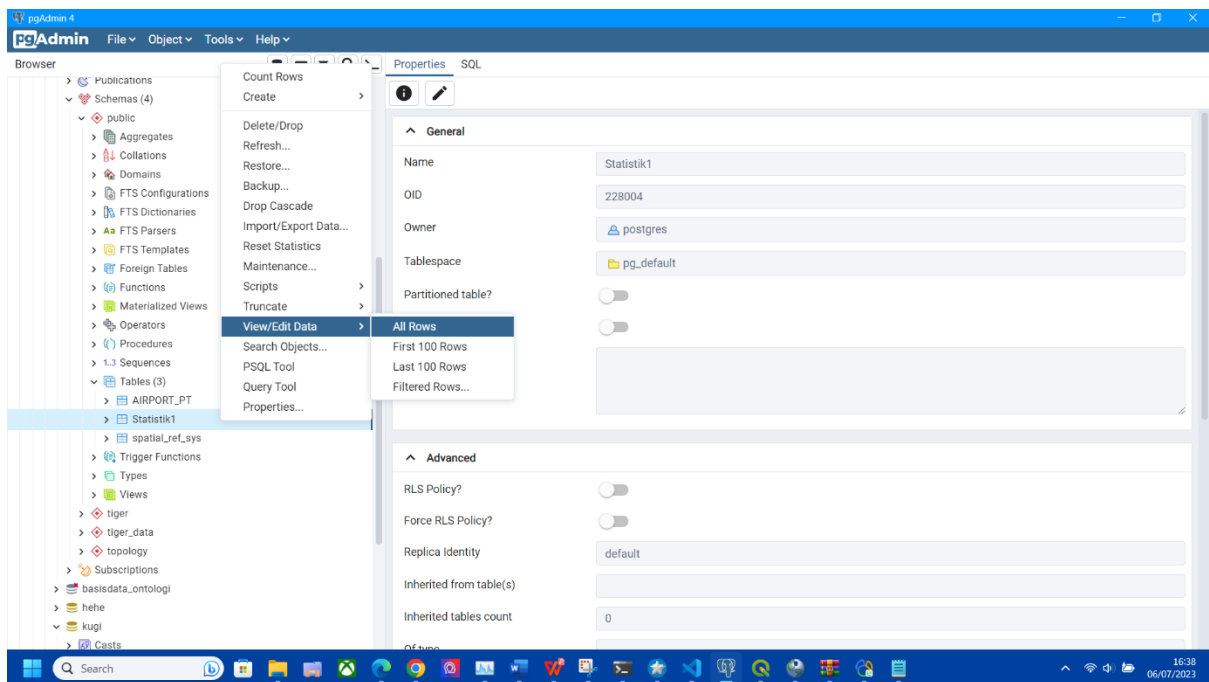 pgAdmin 4
pgAdmin File Object Tools Help
Browser
Publications
Schemas (4)
public
Aggregates
Collations
Domains
FTS Configurations
FTS Dictionaries
Aa FTS Parsers
FTS Templates
Foreign Tables
Functions
Materialized Views
Operators
Procedures
1..3 Sequences
Tables (3)
AIRPORT_PT
Statistik1
spatial_ref_sys
Trigger Functions
Types
Views
tiger
tiger_data
topology
Subscriptions
basisdata_ontologi
hehe
kugi
Casts
Count Rows
Create
Delete/Drop
Refresh...
Restore...
Backup...
Drop Cascade
Import/Export Data...
Reset Statistics
Maintenance...
Scripts
Truncate
View/Edit Data
Search Objects...
PSQL Tool
Query Tool
Properties...
All Rows
First 100 Rows
Last 100 Rows
Filtered Rows...
Properties SQL
General
Name Statistik1
OID 228004
Owner postgres
Tablespace pg_default
Partitioned table?
Advanced
RLS Policy?
Force RLS Policy?
Replica Identity default
Inherited from table(s)
Inherited tables count 0
Of type
Search
16:38
06/07/2023